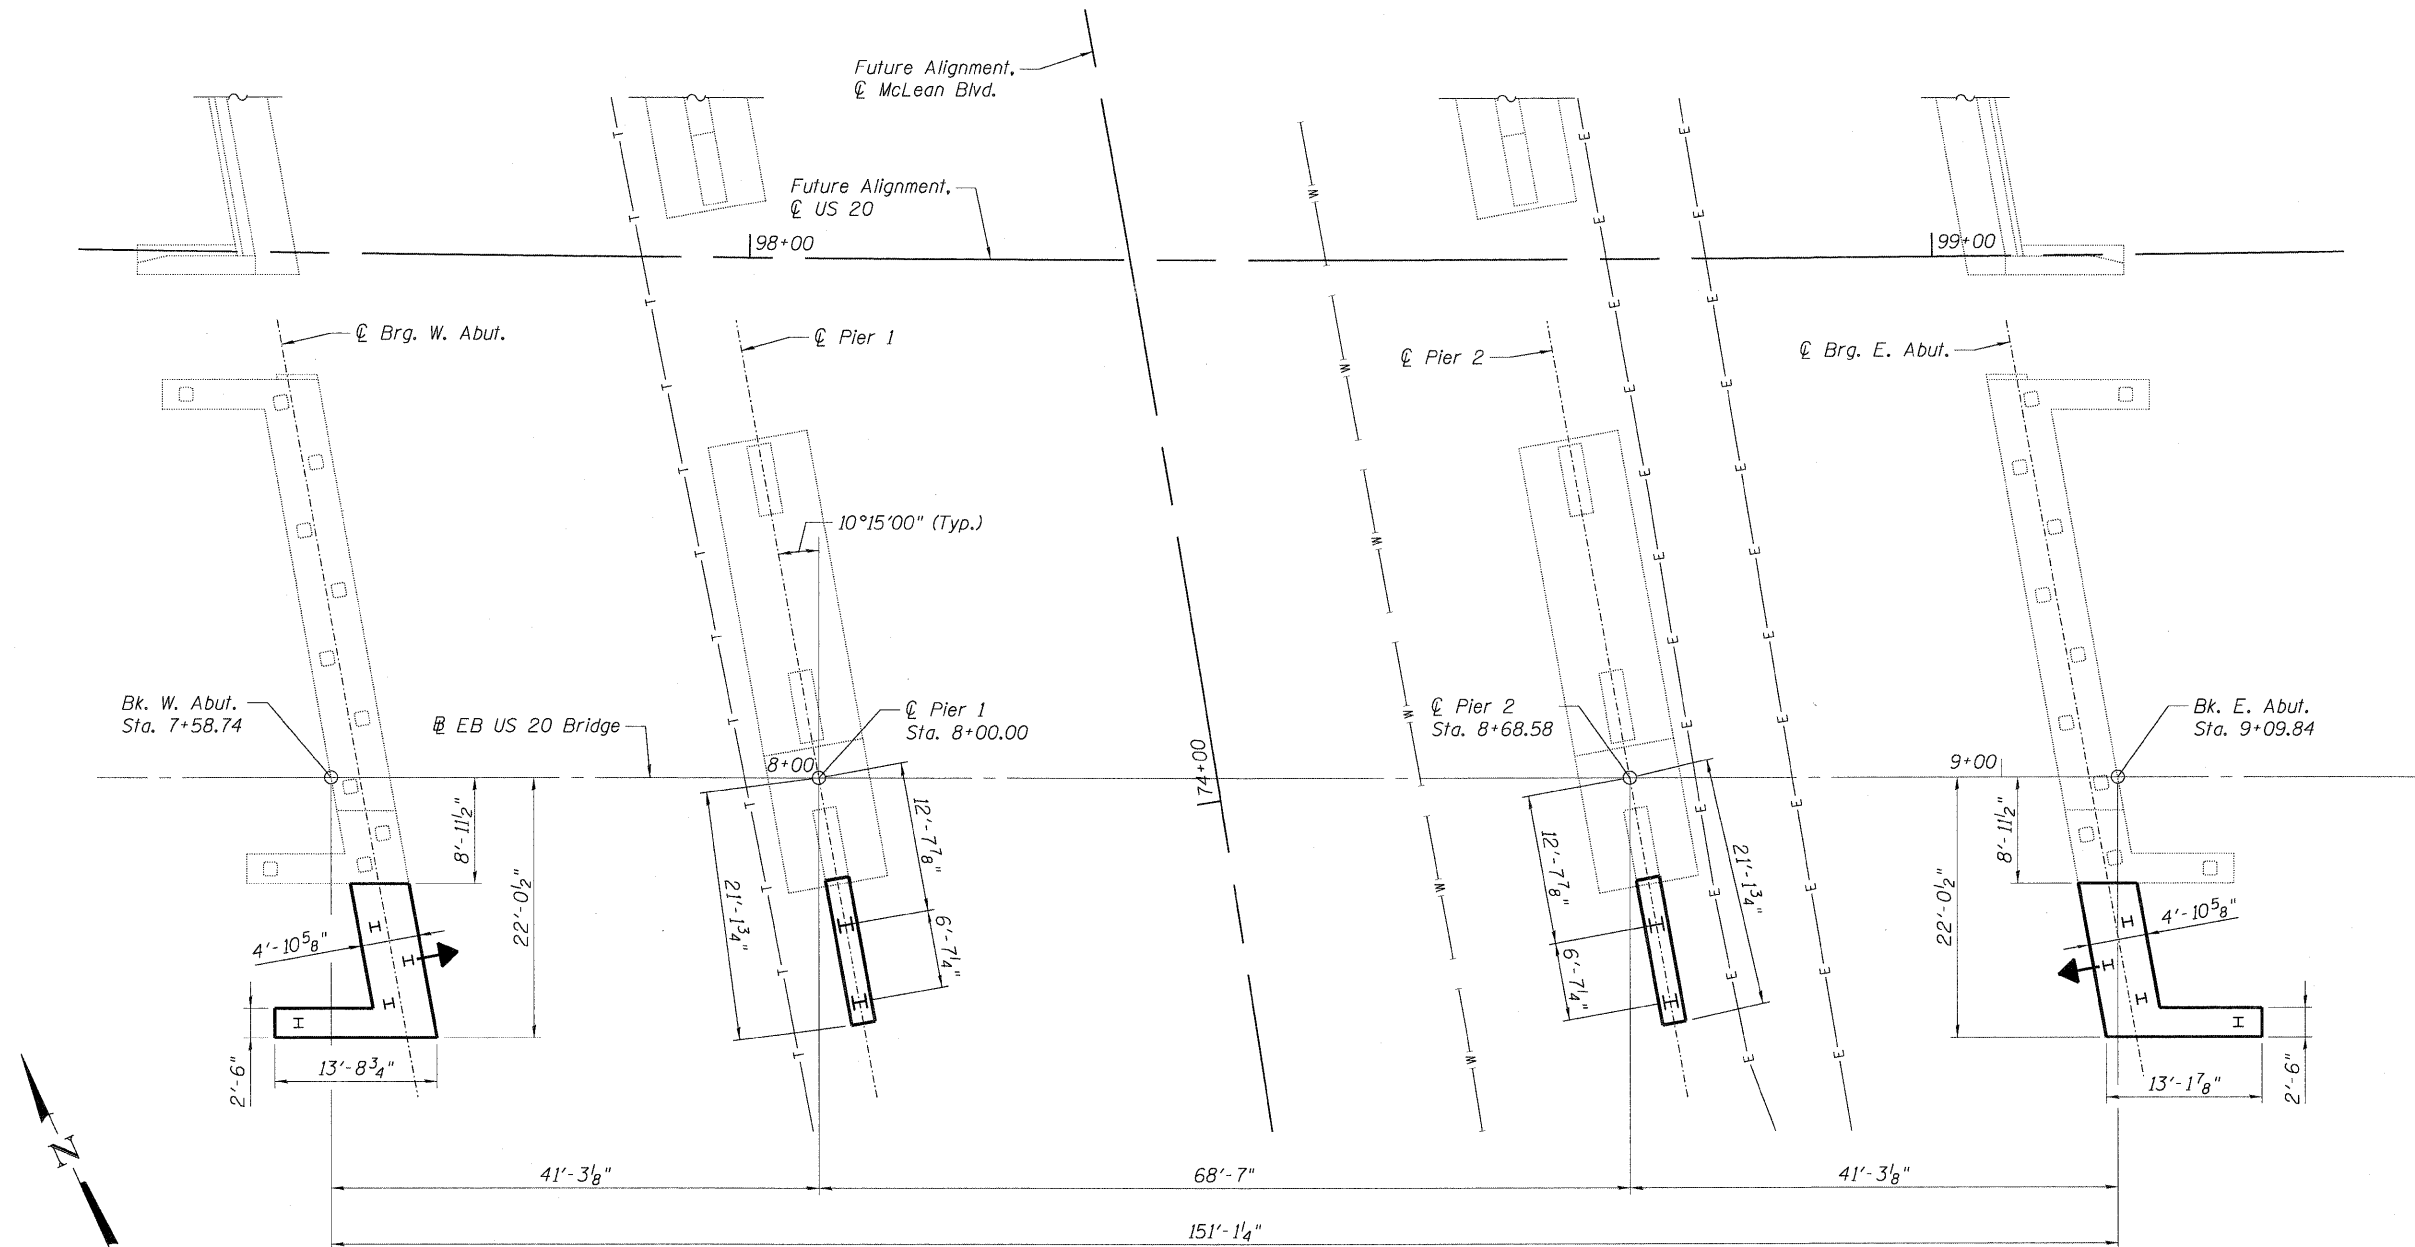 Future Alignment,
℄ McLean Blvd.
Future Alignment,
℄ US 20
98+00
99+00
℄ Brg. W. Abut.
℄ Pier 1
℄ Pier 2
℄ Brg. E. Abut.
10°15'00" (Typ.)
Bk. W. Abut.
Sta. 7+58.74
℄ Pier 1
Sta. 8+00.00
℄ Pier 2
Sta. 8+68.58
Bk. E. Abut.
Sta. 9+09.84
EB US 20 Bridge
8+00
174+00
9+00
8'-11½"
22'-0½"
4'-10⅝"
2'-6"
13'-8¾"
21'-1¾"
12'-7⅞"
6'-7¼"
12'-7⅞"
6'-7¼"
21'-1¾"
8'-11½"
22'-0½"
4'-10⅝"
13'-1⅞"
2'-6"
N
41'-3⅛"
68'-7"
41'-3⅛"
151'-1¼"